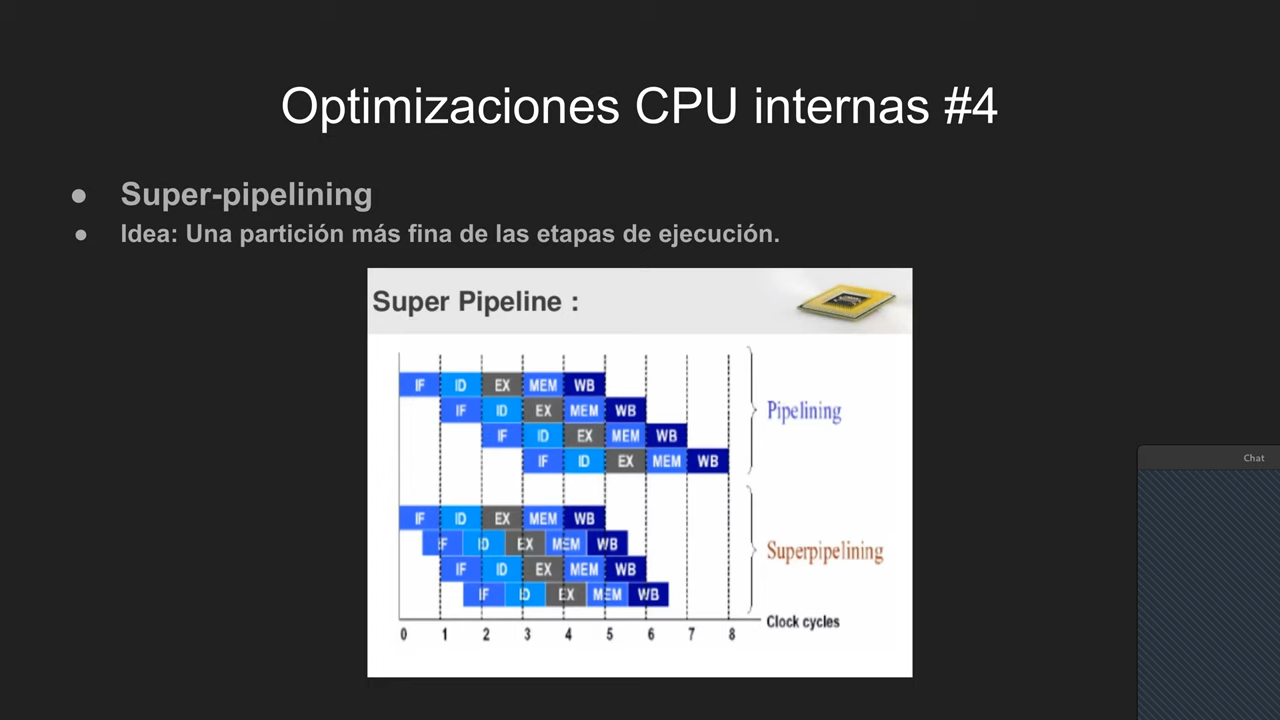 Optimizaciones CPU internas #4
● Super-pipelining
● Idea: Una partición más fina de las etapas de ejecución.
Super Pipeline :
IF ID EX MEM WB
IF ID EX MEM WB
Pipelining
IF ID EX MEM WB
IF ID EX MEM WB
IF ID EX MEM WB
IF ID EX MEM WB
Superpipelining
IF ID EX MEM WB
IF ID EX MEM WB
Clock cycles
0 1 2 3 4 5 6 7 8
Chat